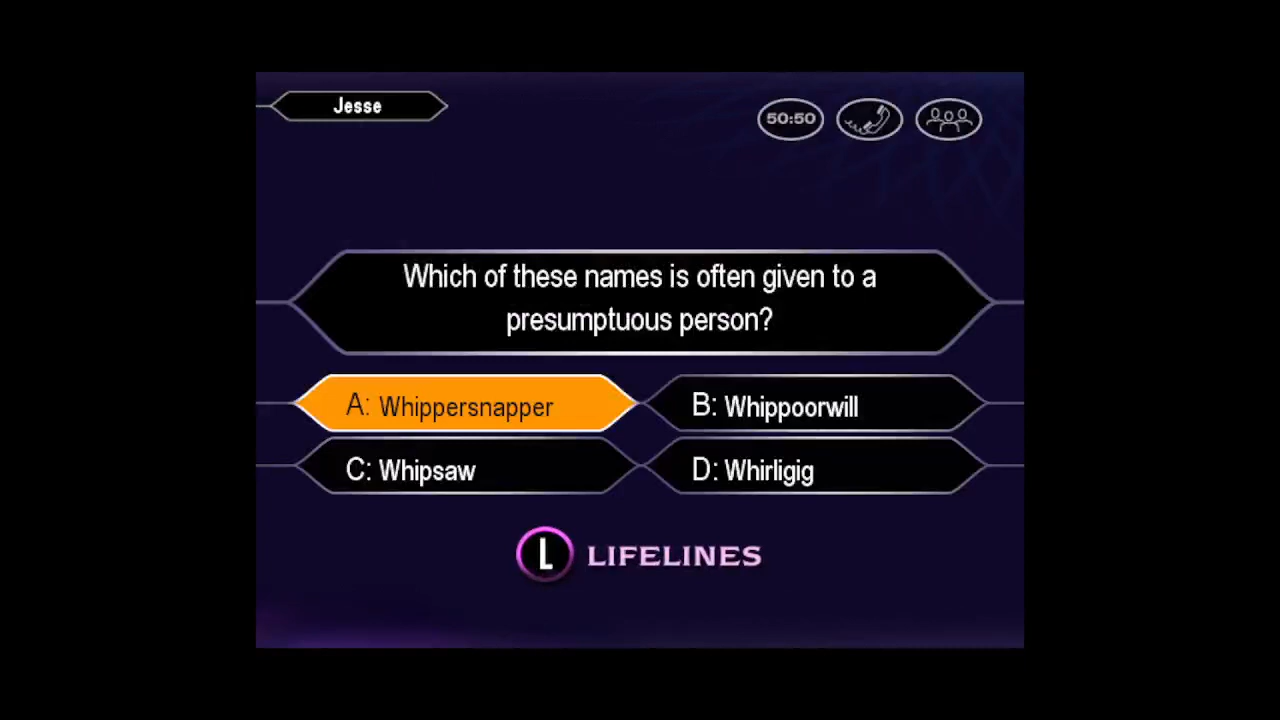 Jesse
50:50
Which of these names is often given to a
presumptuous person?
A: Whippersnapper
B: Whippoorwill
C: Whipsaw
D: Whirligig
L LIFELINES